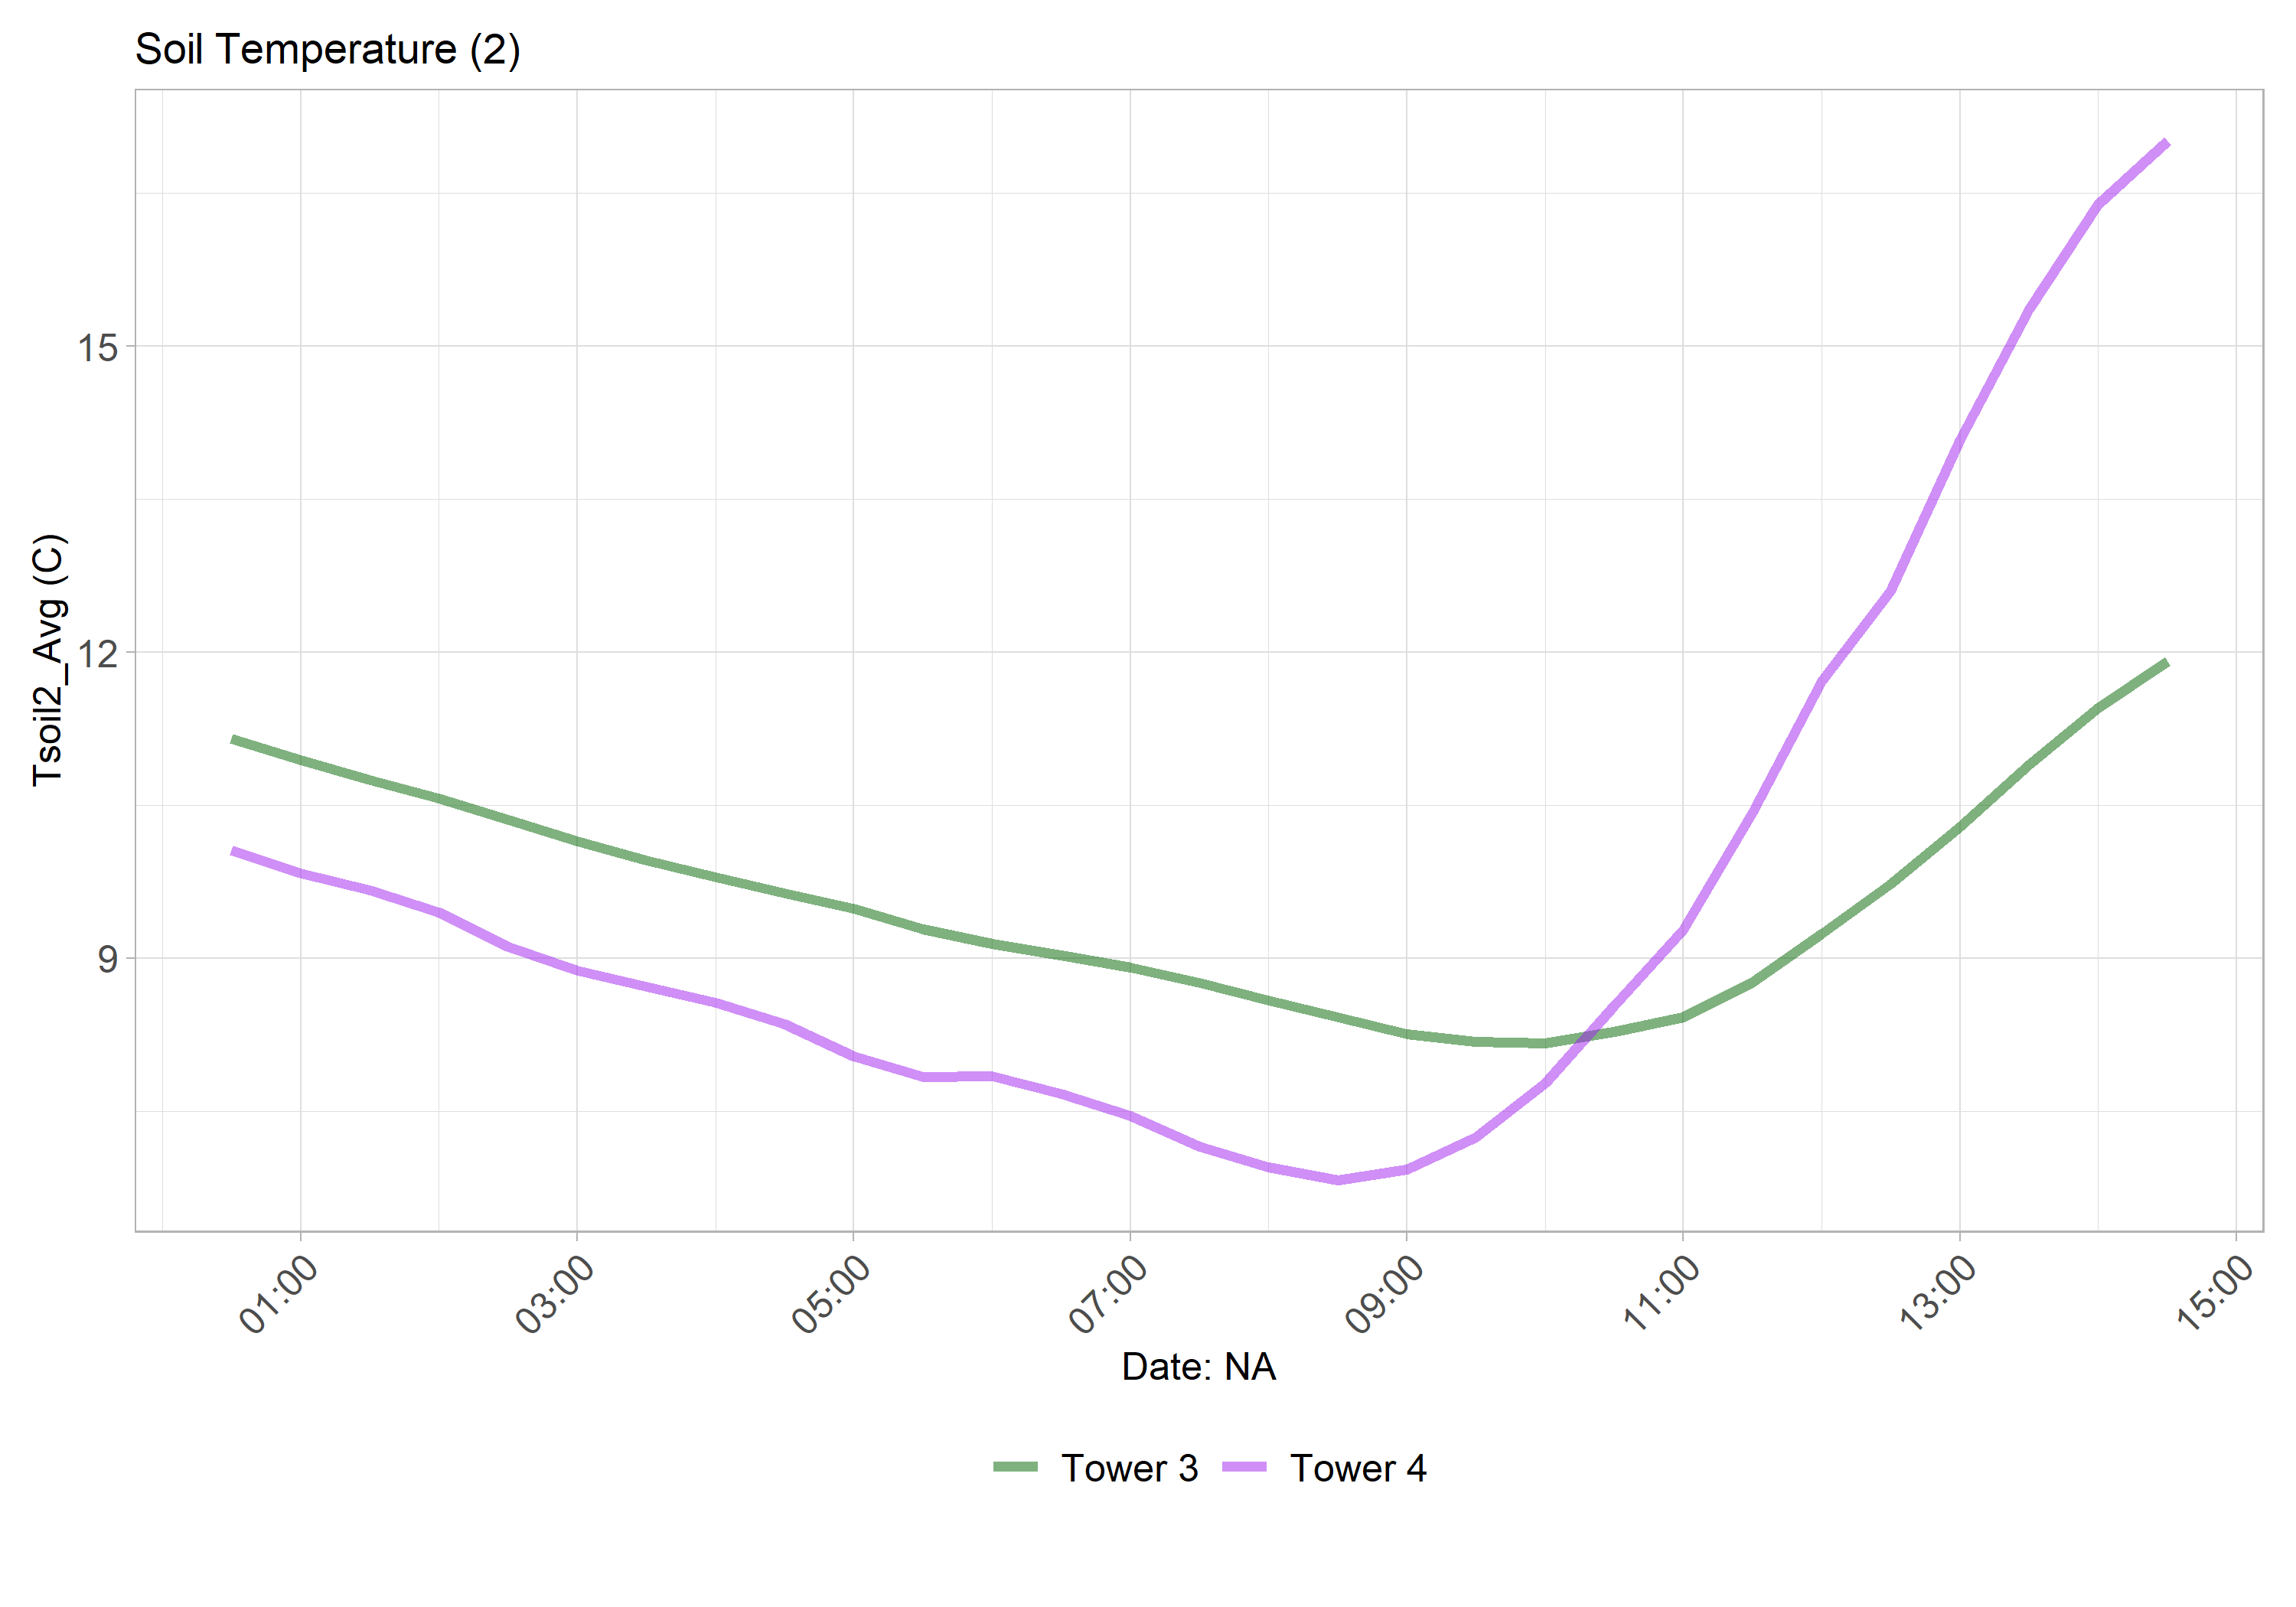 Soil Temperature (2)
Tsoil2_Avg (C)
15
12
9
01:00 03:00 05:00 07:00 09:00 11:00 13:00 15:00
Date: NA
Tower 3 Tower 4